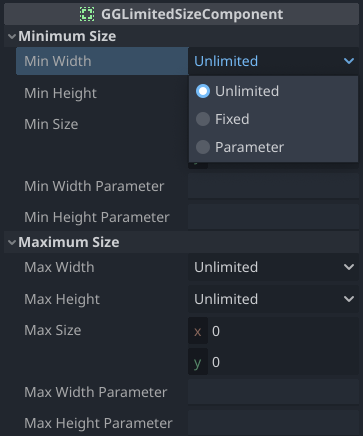 GGLimitedSizeComponent
Minimum Size
Min Width Unlimited
Unlimited
Min Height
Fixed
Min Size
Parameter
Min Width Parameter
Min Height Parameter
Maximum Size
Max Width Unlimited
Max Height Unlimited
Max Size x 0
y 0
Max Width Parameter
Max Height Parameter